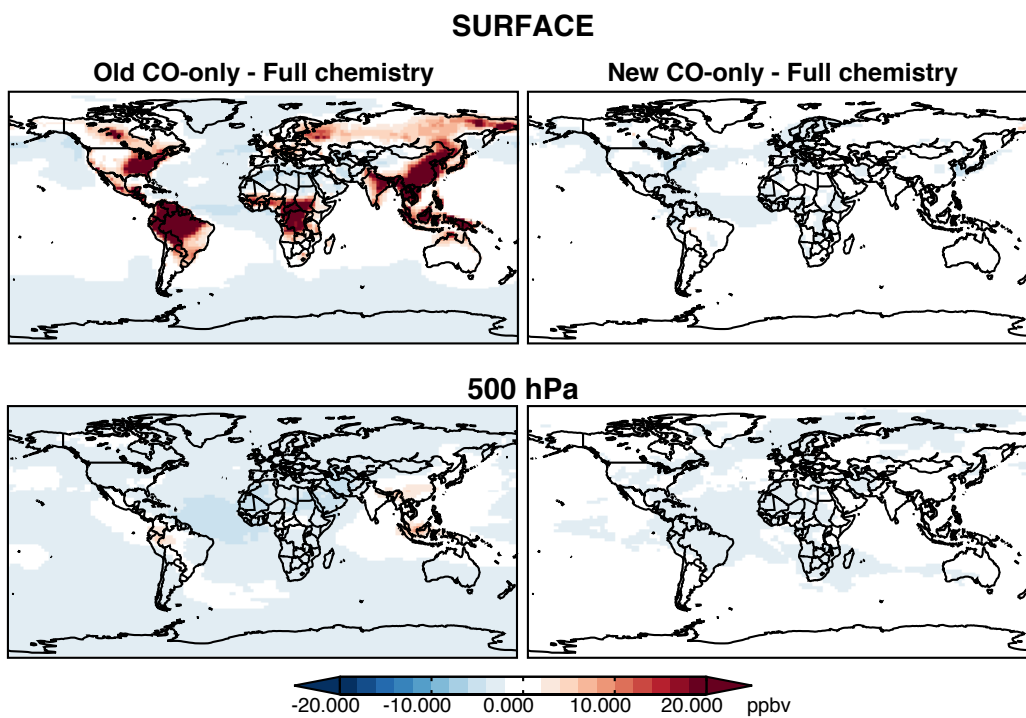 SURFACE
Old CO-only - Full chemistry
New CO-only - Full chemistry
500 hPa
-20.000 -10.000 0.000 10.000 20.000 ppbv